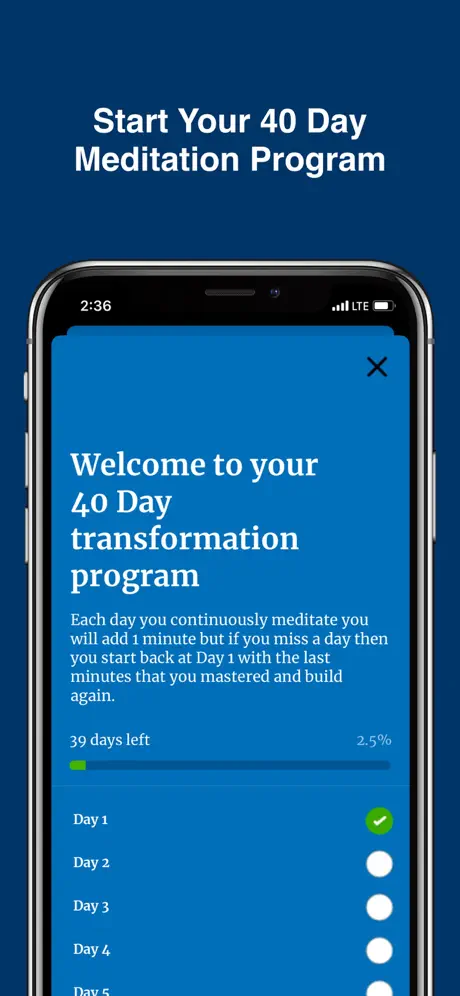 Start Your 40 Day
Meditation Program
2:36
LTE
Welcome to your
40 Day
transformation
program
Each day you continuously meditate you
will add 1 minute but if you miss a day then
you start back at Day 1 with the last
minutes that you mastered and build
again.
39 days left
2.5%
Day 1
Day 2
Day 3
Day 4
Day 5